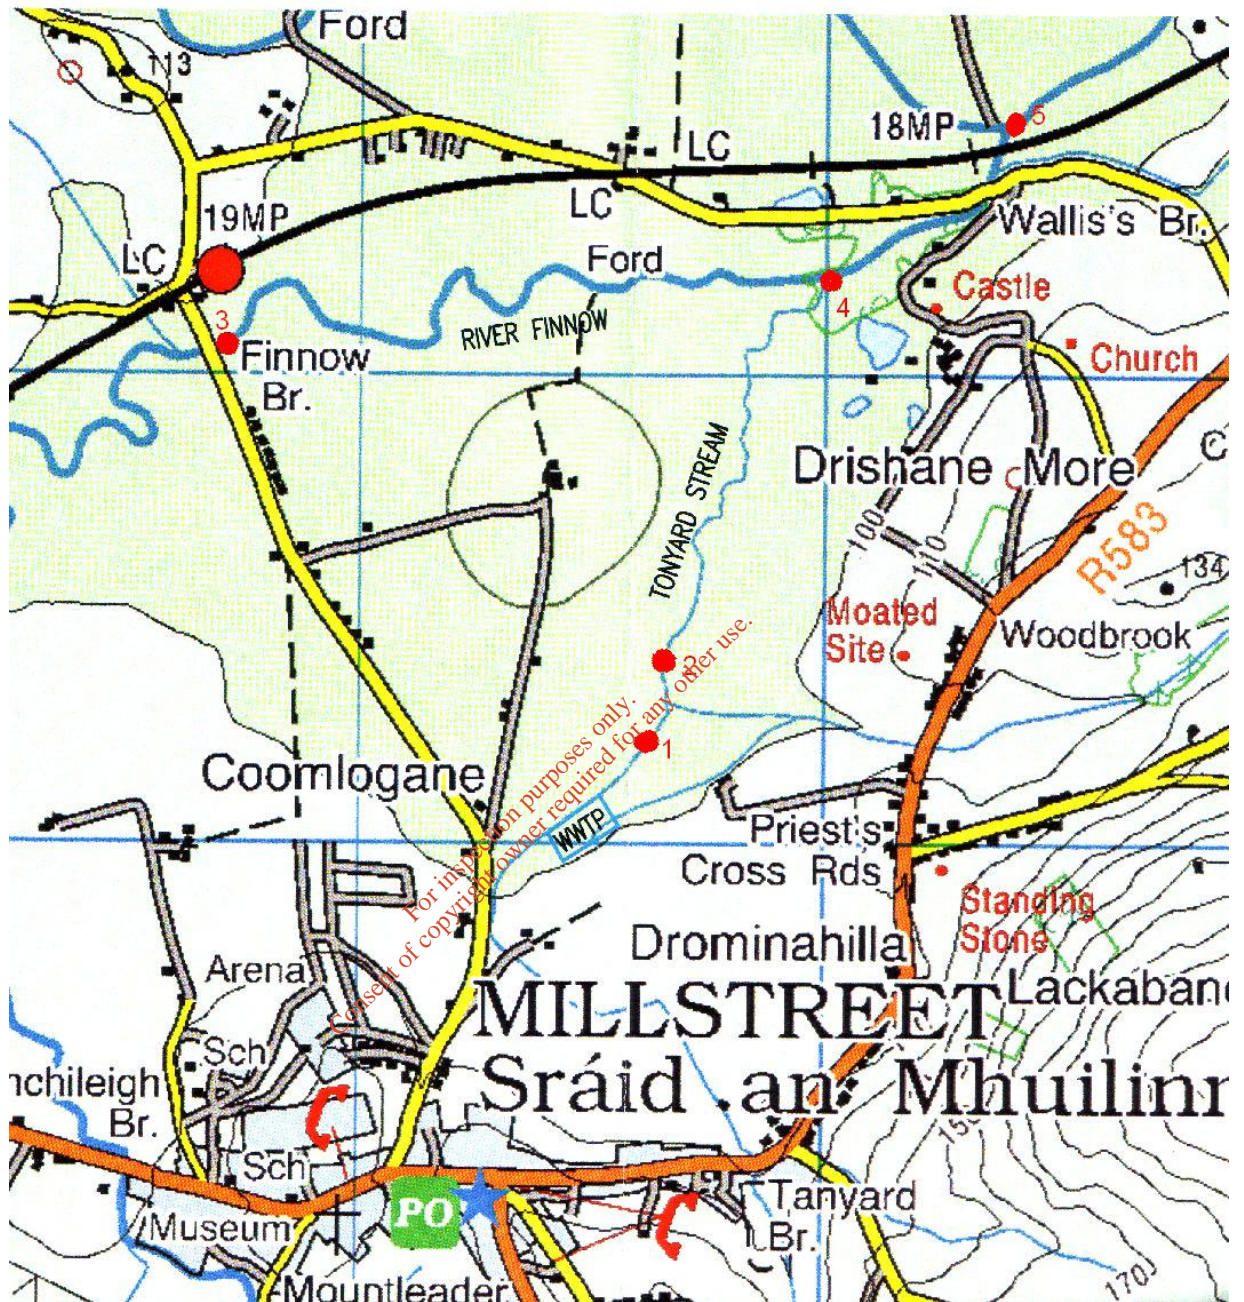 Ford
113
18MP
5
LC
LC
19MP
Wallis's Br.
LC
Ford
Castle
4
3
RIVER FINNOW
Finnow
Br.
Church
TONYARD STREAM
Drishane More
C
100
110
R583
134
Moated
Site
Woodbrook
2
1
For inspection purposes only.
Consent of copyright owner required for any other use.
Coomlogane
WWTP
Priest's
Cross Rds
Standing
Stone
Drominahilla
Arena
MILLSTREET
Lackaban
Sch
Sráid an Mhuilinn
nchileigh
Br.
Sch
PO
Tanyard
Br.
Museum
Mountleader
170